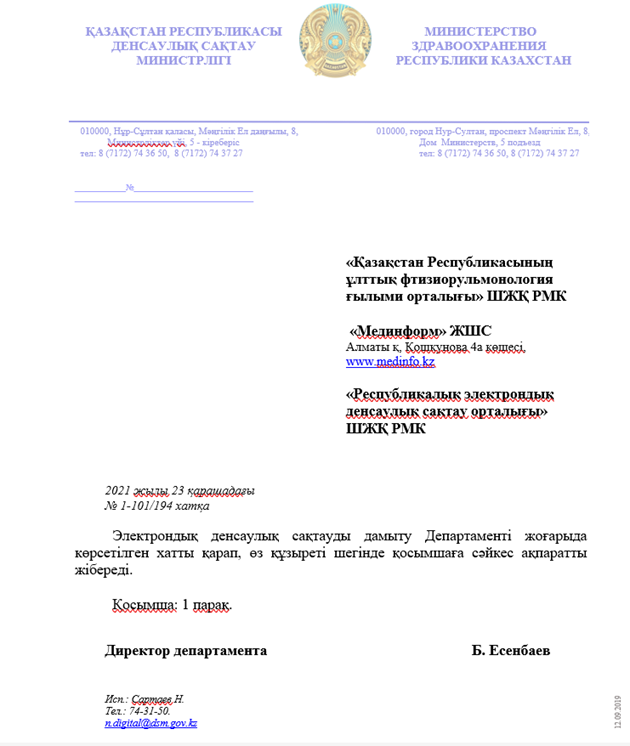 ҚАЗАҚСТАН РЕСПУБЛИКАСЫ
ДЕНСАУЛЫҚ САҚТАУ
МИНИСТРЛІГІ
МИНИСТЕРСТВО
ЗДРАВООХРАНЕНИЯ
РЕСПУБЛИКИ КАЗАХСТАН
010000, Нұр-Сұлтан қаласы, Мәңгілік Ел даңғылы, 8,
Министрліктер үйі, 5 - кіреберіс
тел: 8 (7172) 74 36 50, 8 (7172) 74 37 27
010000, город Нур-Султан, проспект Мәңгілік Ел, 8,
Дом Министерств, 5 подъезд
тел: 8 (7172) 74 36 50, 8 (7172) 74 37 27
___________№__________________________
«Қазақстан Республикасының
ұлттық фтизиорульмонология
ғылыми орталығы» ШЖҚ РМК
«Мединформ» ЖШС
Алматы қ, Қошқунова 4а көшесі,
www.medinfo.kz
«Республикалық электрондық
денсаулық сақтау орталығы»
ШЖҚ РМК
2021 жылы 23 қарашадағы
№ 1-101/194 хатқа
Электрондық денсаулық сақтауды дамыту Департаменті жоғарыда
көрсетілген хатты қарап, өз құзыреті шегінде қосымшаға сәйкес ақпаратты
жібереді.
Қосымша: 1 парақ.
Директор департамента Б. Есенбаев
Исп.: Сартаев Н.
Тел.: 74-31-50.
n.digital@dsm.gov.kz
12.09.2019